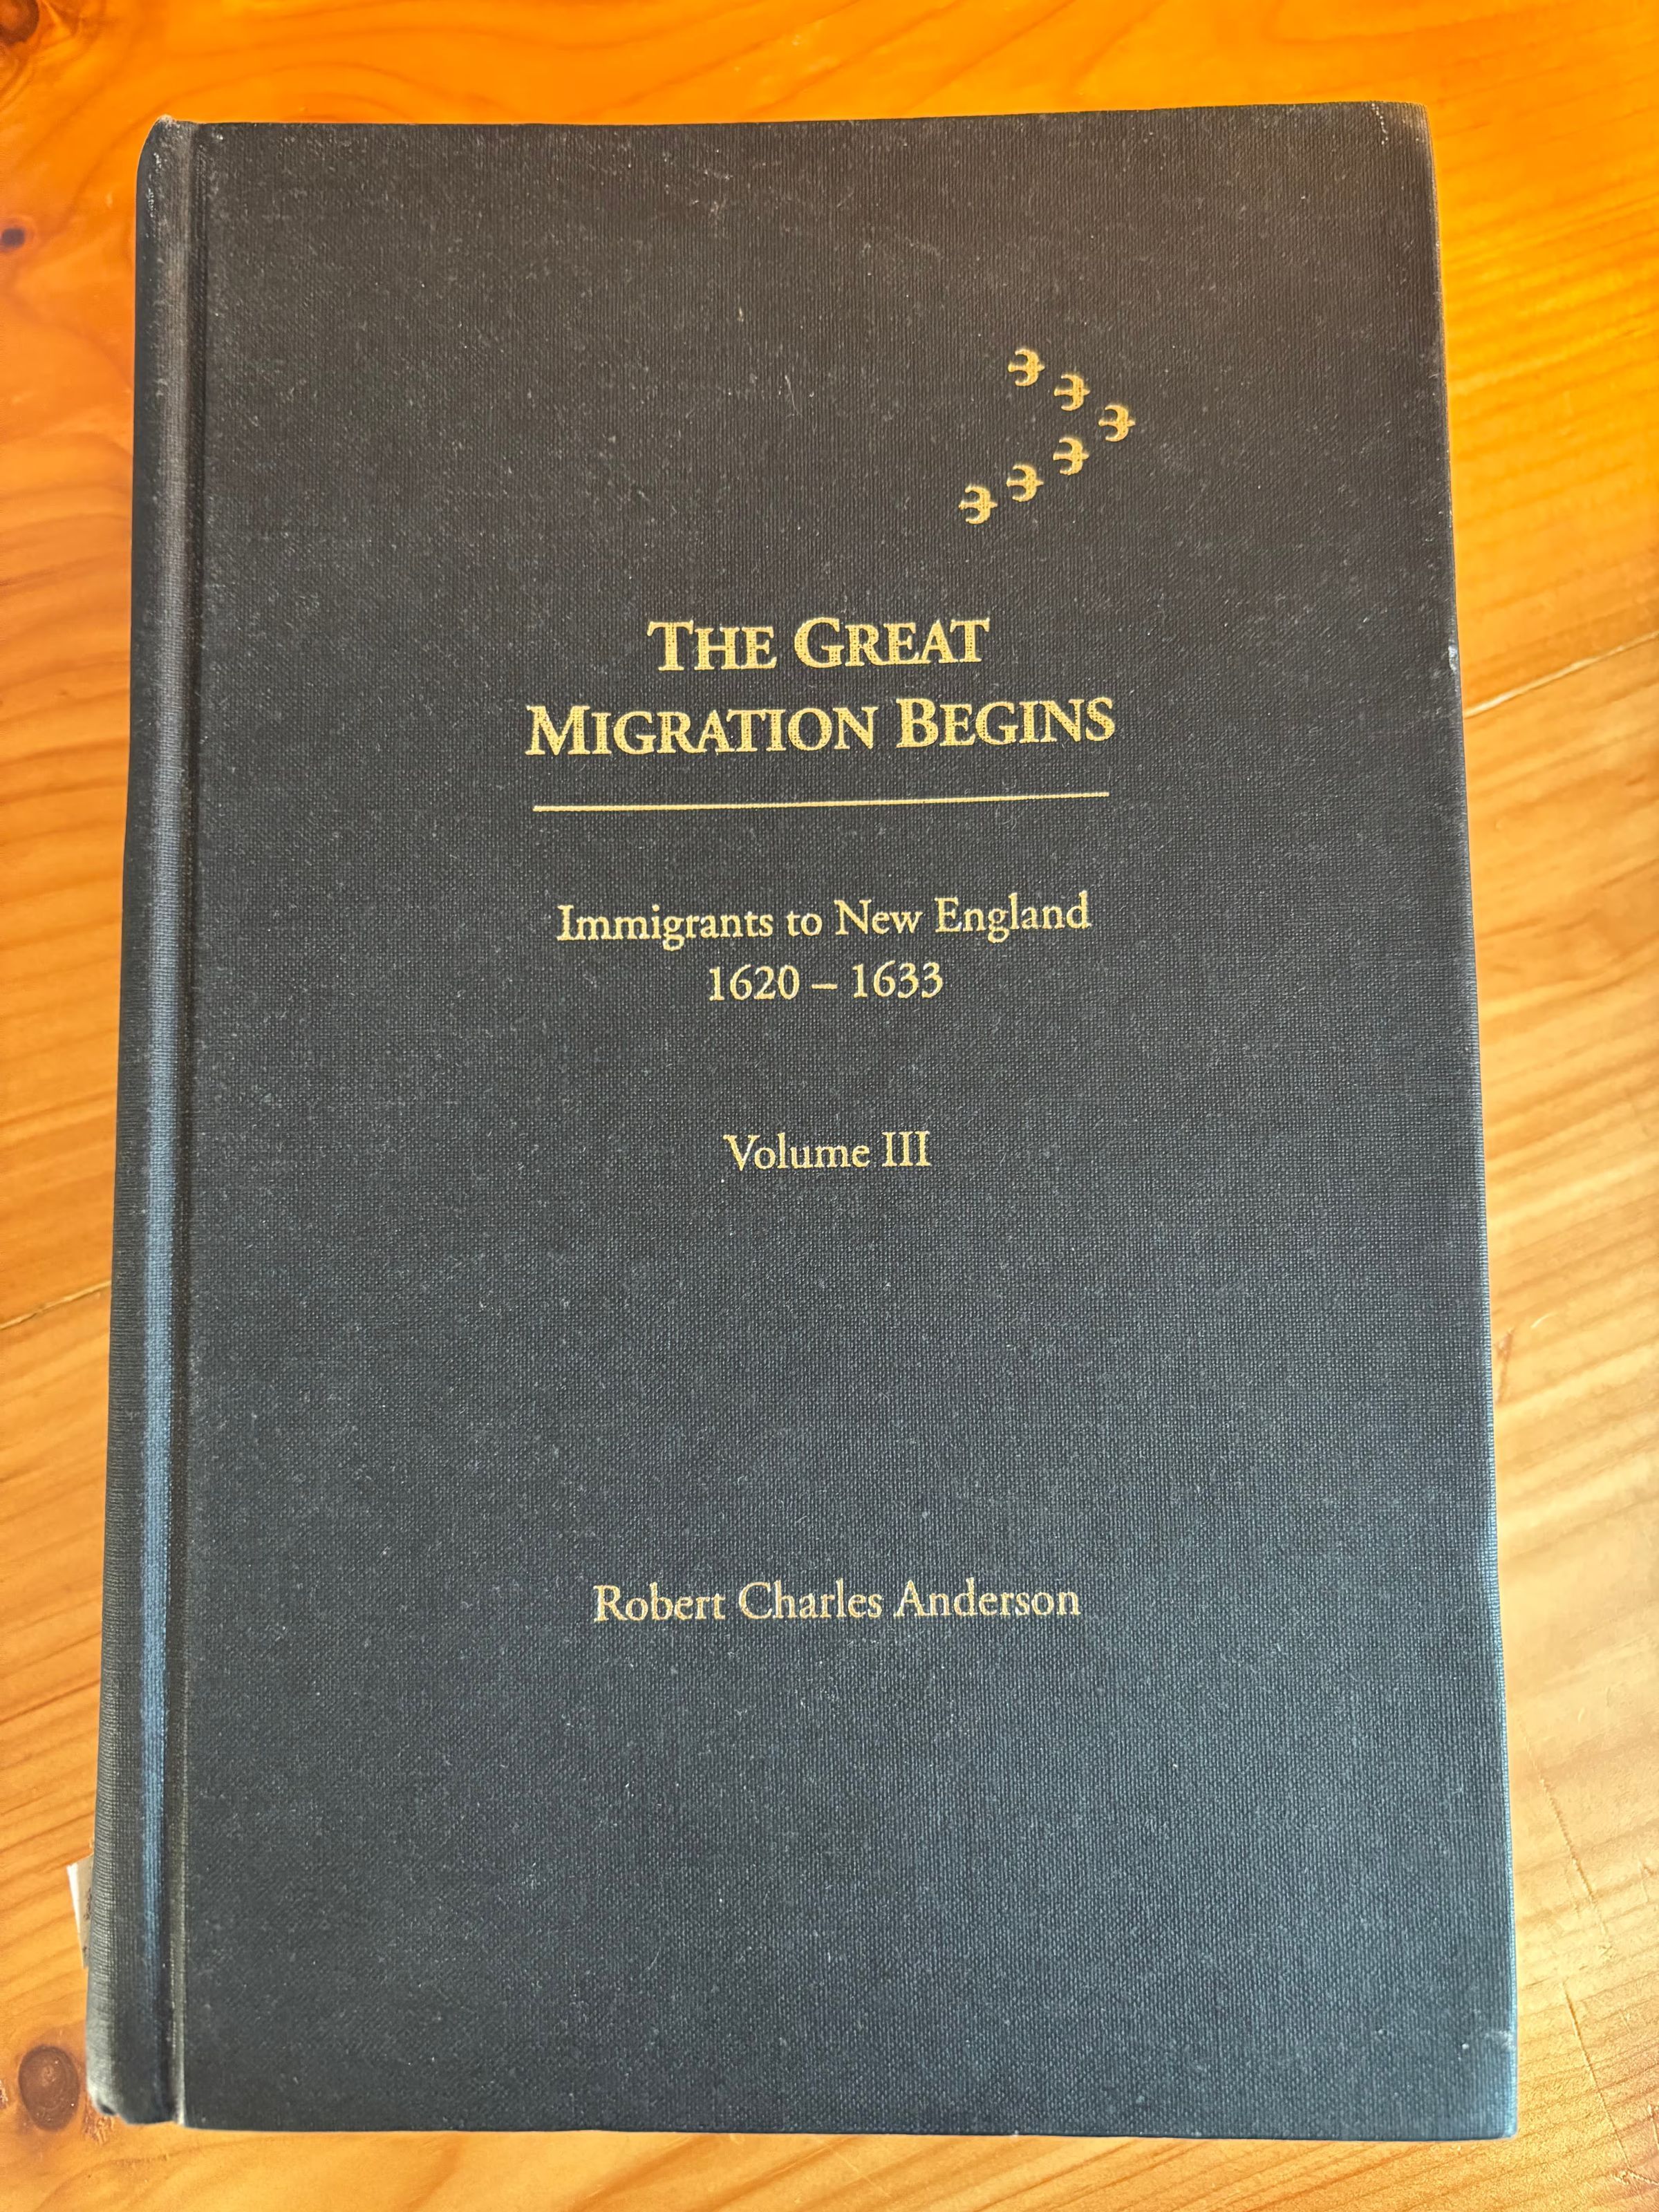 THE GREAT
MIGRATION BEGINS
Immigrants to New England
1620 – 1633
Volume III
Robert Charles Anderson